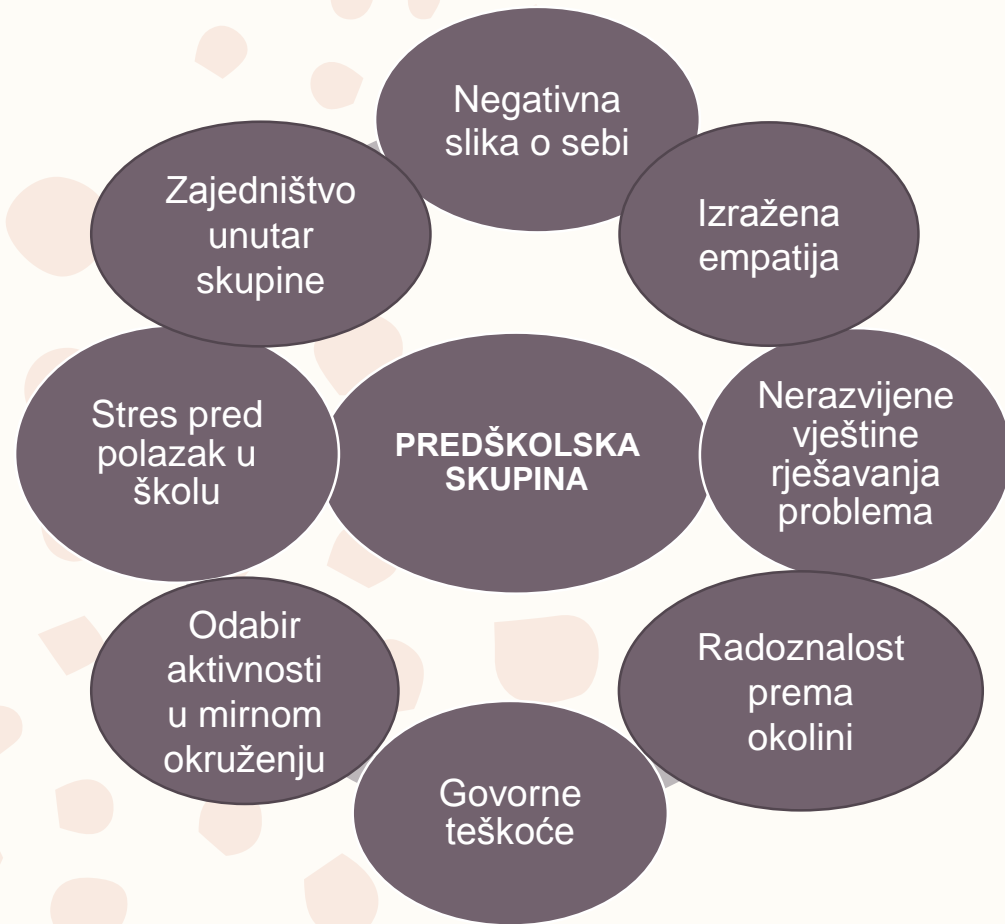 Negativna
slika o sebi
Izražena
empatija
Nerazvijene
vještine
rješavanja
problema
Radoznalost
prema
okolini
Govorne
teškoće
Odabir
aktivnosti
u mirnom
okruženju
Stres pred
polazak u
školu
Zajedništvo
unutar
skupine
PREDŠKOLSKA
SKUPINA